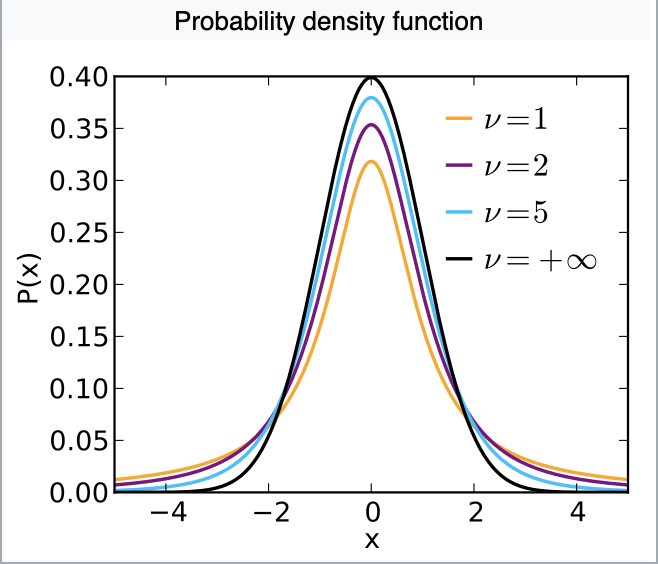 Probability density function
0.40
0.35
0.30
0.25
0.20
0.15
0.10
0.05
0.00
P(x)
ν=1
ν=2
ν=5
ν=+∞
−4 −2 0 2 4
x